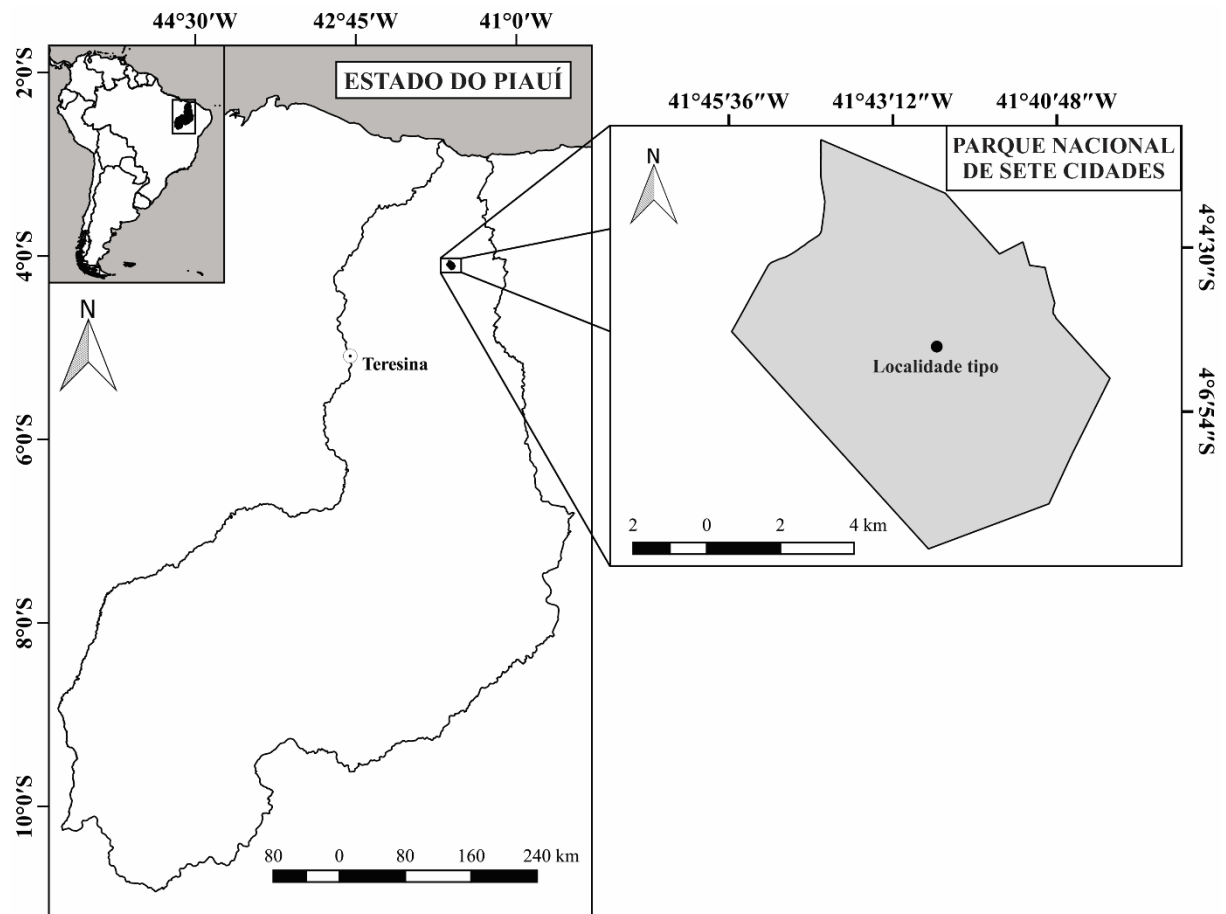 44°30′W 42°45′W 41°0′W
2°0′S
4°0′S
6°0′S
8°0′S
10°0′S
ESTADO DO PIAUÍ
N
Teresina
80 0 80 160 240 km
41°45′36″W 41°43′12″W 41°40′48″W
PARQUE NACIONAL
DE SETE CIDADES
N
4°4′30″S
4°6′54″S
Localidade tipo
2 0 2 4 km